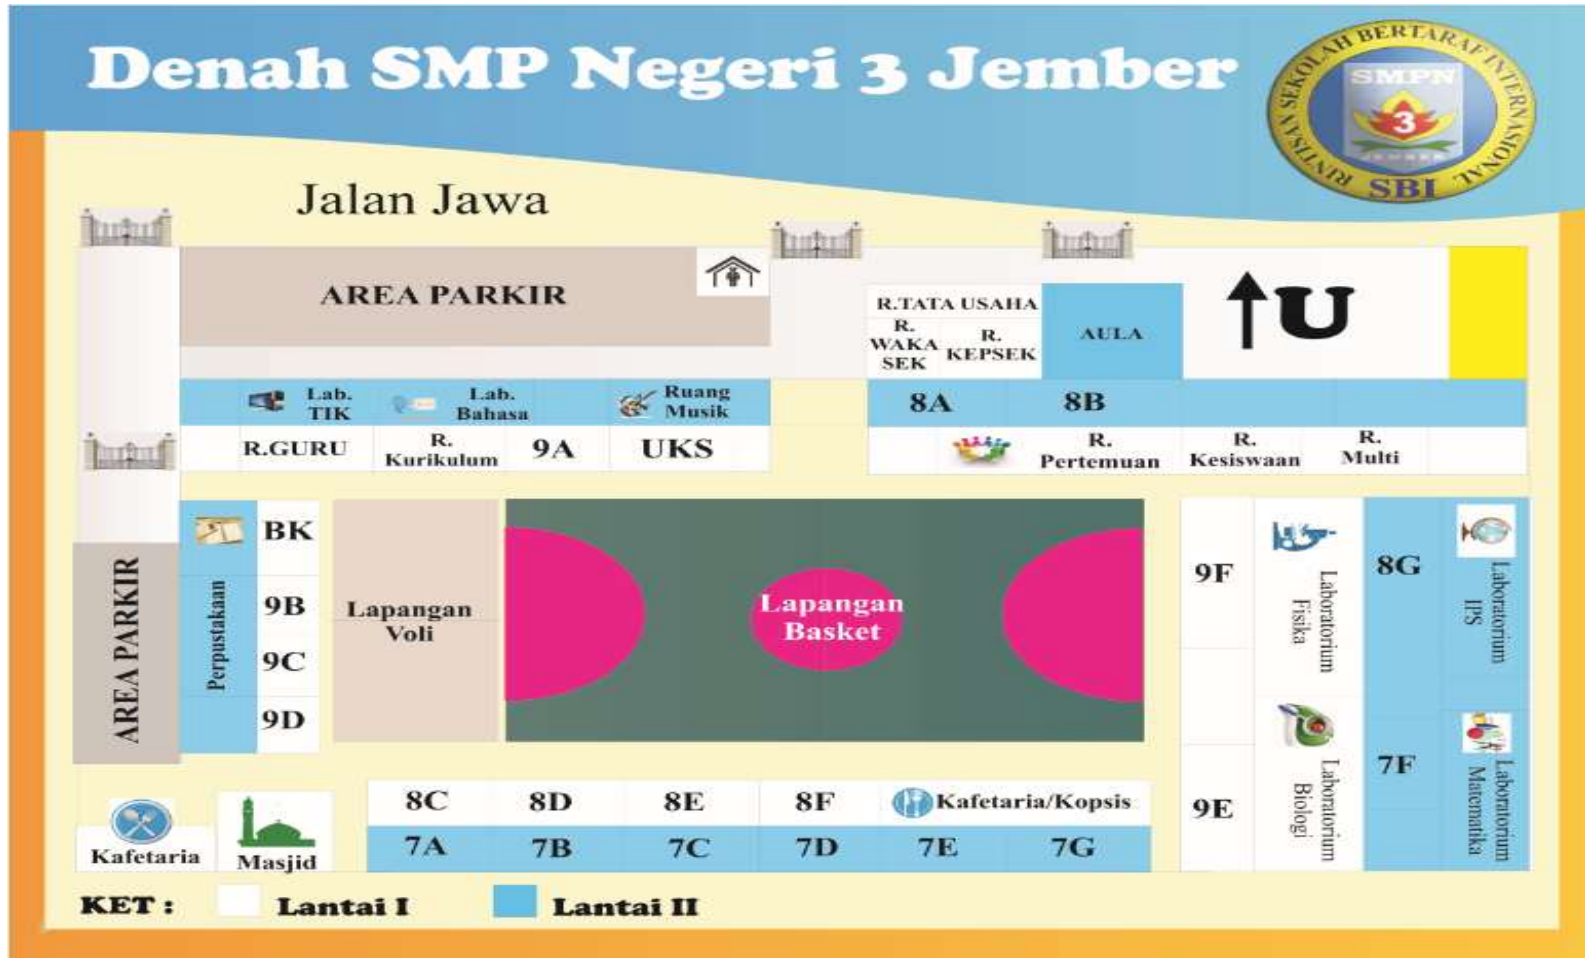 Denah SMP Negeri 3 Jember
RINTISAN SEKOLAH BERTARAF INTERNASIONAL
SMPN
3
JEMBER
SBI
Jalan Jawa
AREA PARKIR
R.TATA USAHA
R.
WAKA
SEK
R.
KEPSEK
AULA
U
Lab.
TIK
Lab.
Bahasa
Ruang
Musik
8A
8B
R.GURU
R.
Kurikulum
9A
UKS
R.
Pertemuan
R.
Kesiswaan
R.
Multi
AREA PARKIR
Perpustakaan
BK
9B
9C
9D
Lapangan
Voli
Lapangan
Basket
9F
9E
Laboratorium
Fisika
Laboratorium
Biologi
8G
7F
Laboratorium
IPS
Laboratorium
Matematika
Kafetaria
Masjid
8C
8D
8E
8F
Kafetaria/Kopsis
7A
7B
7C
7D
7E
7G
KET :
Lantai I
Lantai II